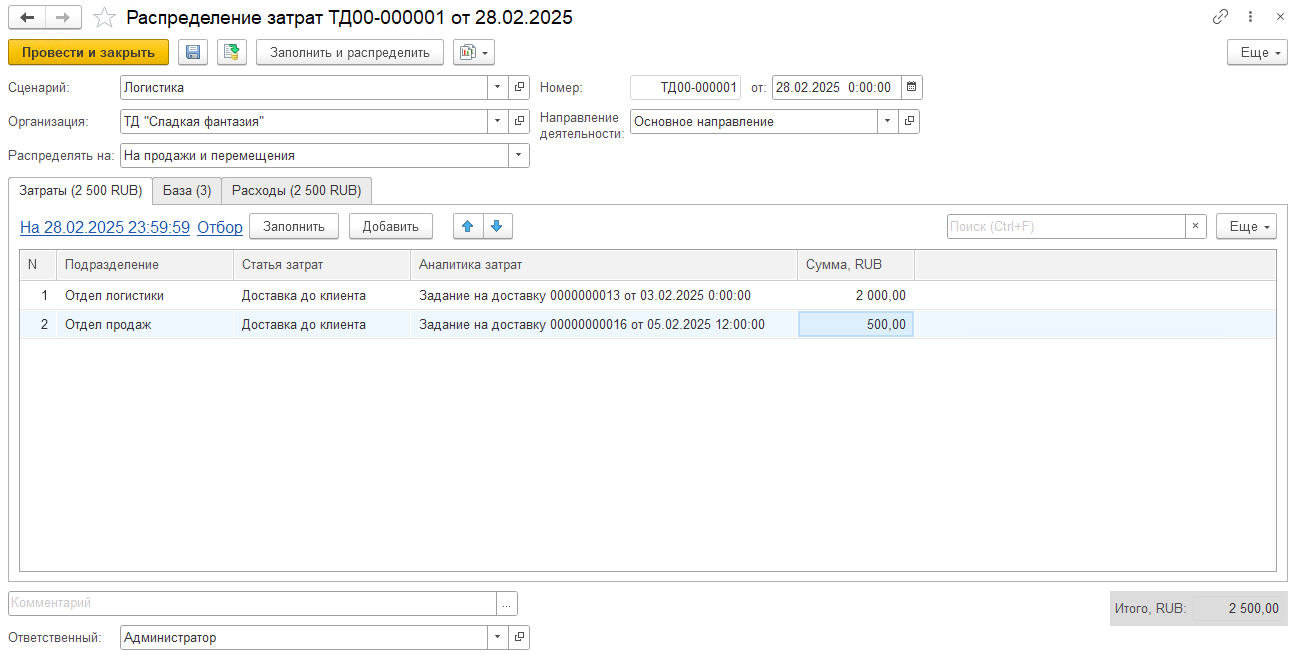 Распределение затрат ТД00-000001 от 28.02.2025
Провести и закрыть Заполнить и распределить Еще
Сценарий: Логистика Номер: ТД00-000001 от: 28.02.2025 0:00:00
Организация: ТД "Сладкая фантазия" Направление деятельности: Основное направление
Распределять на: На продажи и перемещения
Затраты (2 500 RUB) База (3) Расходы (2 500 RUB)
На 28.02.2025 23:59:59 Отбор Заполнить Добавить Поиск (Ctrl+F) × Еще
N Подразделение Статья затрат Аналитика затрат Сумма, RUB
1 Отдел логистики Доставка до клиента Задание на доставку 0000000013 от 03.02.2025 0:00:00 2 000,00
2 Отдел продаж Доставка до клиента Задание на доставку 00000000016 от 05.02.2025 12:00:00 500,00
Комментарий ... Итого, RUB: 2 500,00
Ответственный: Администратор